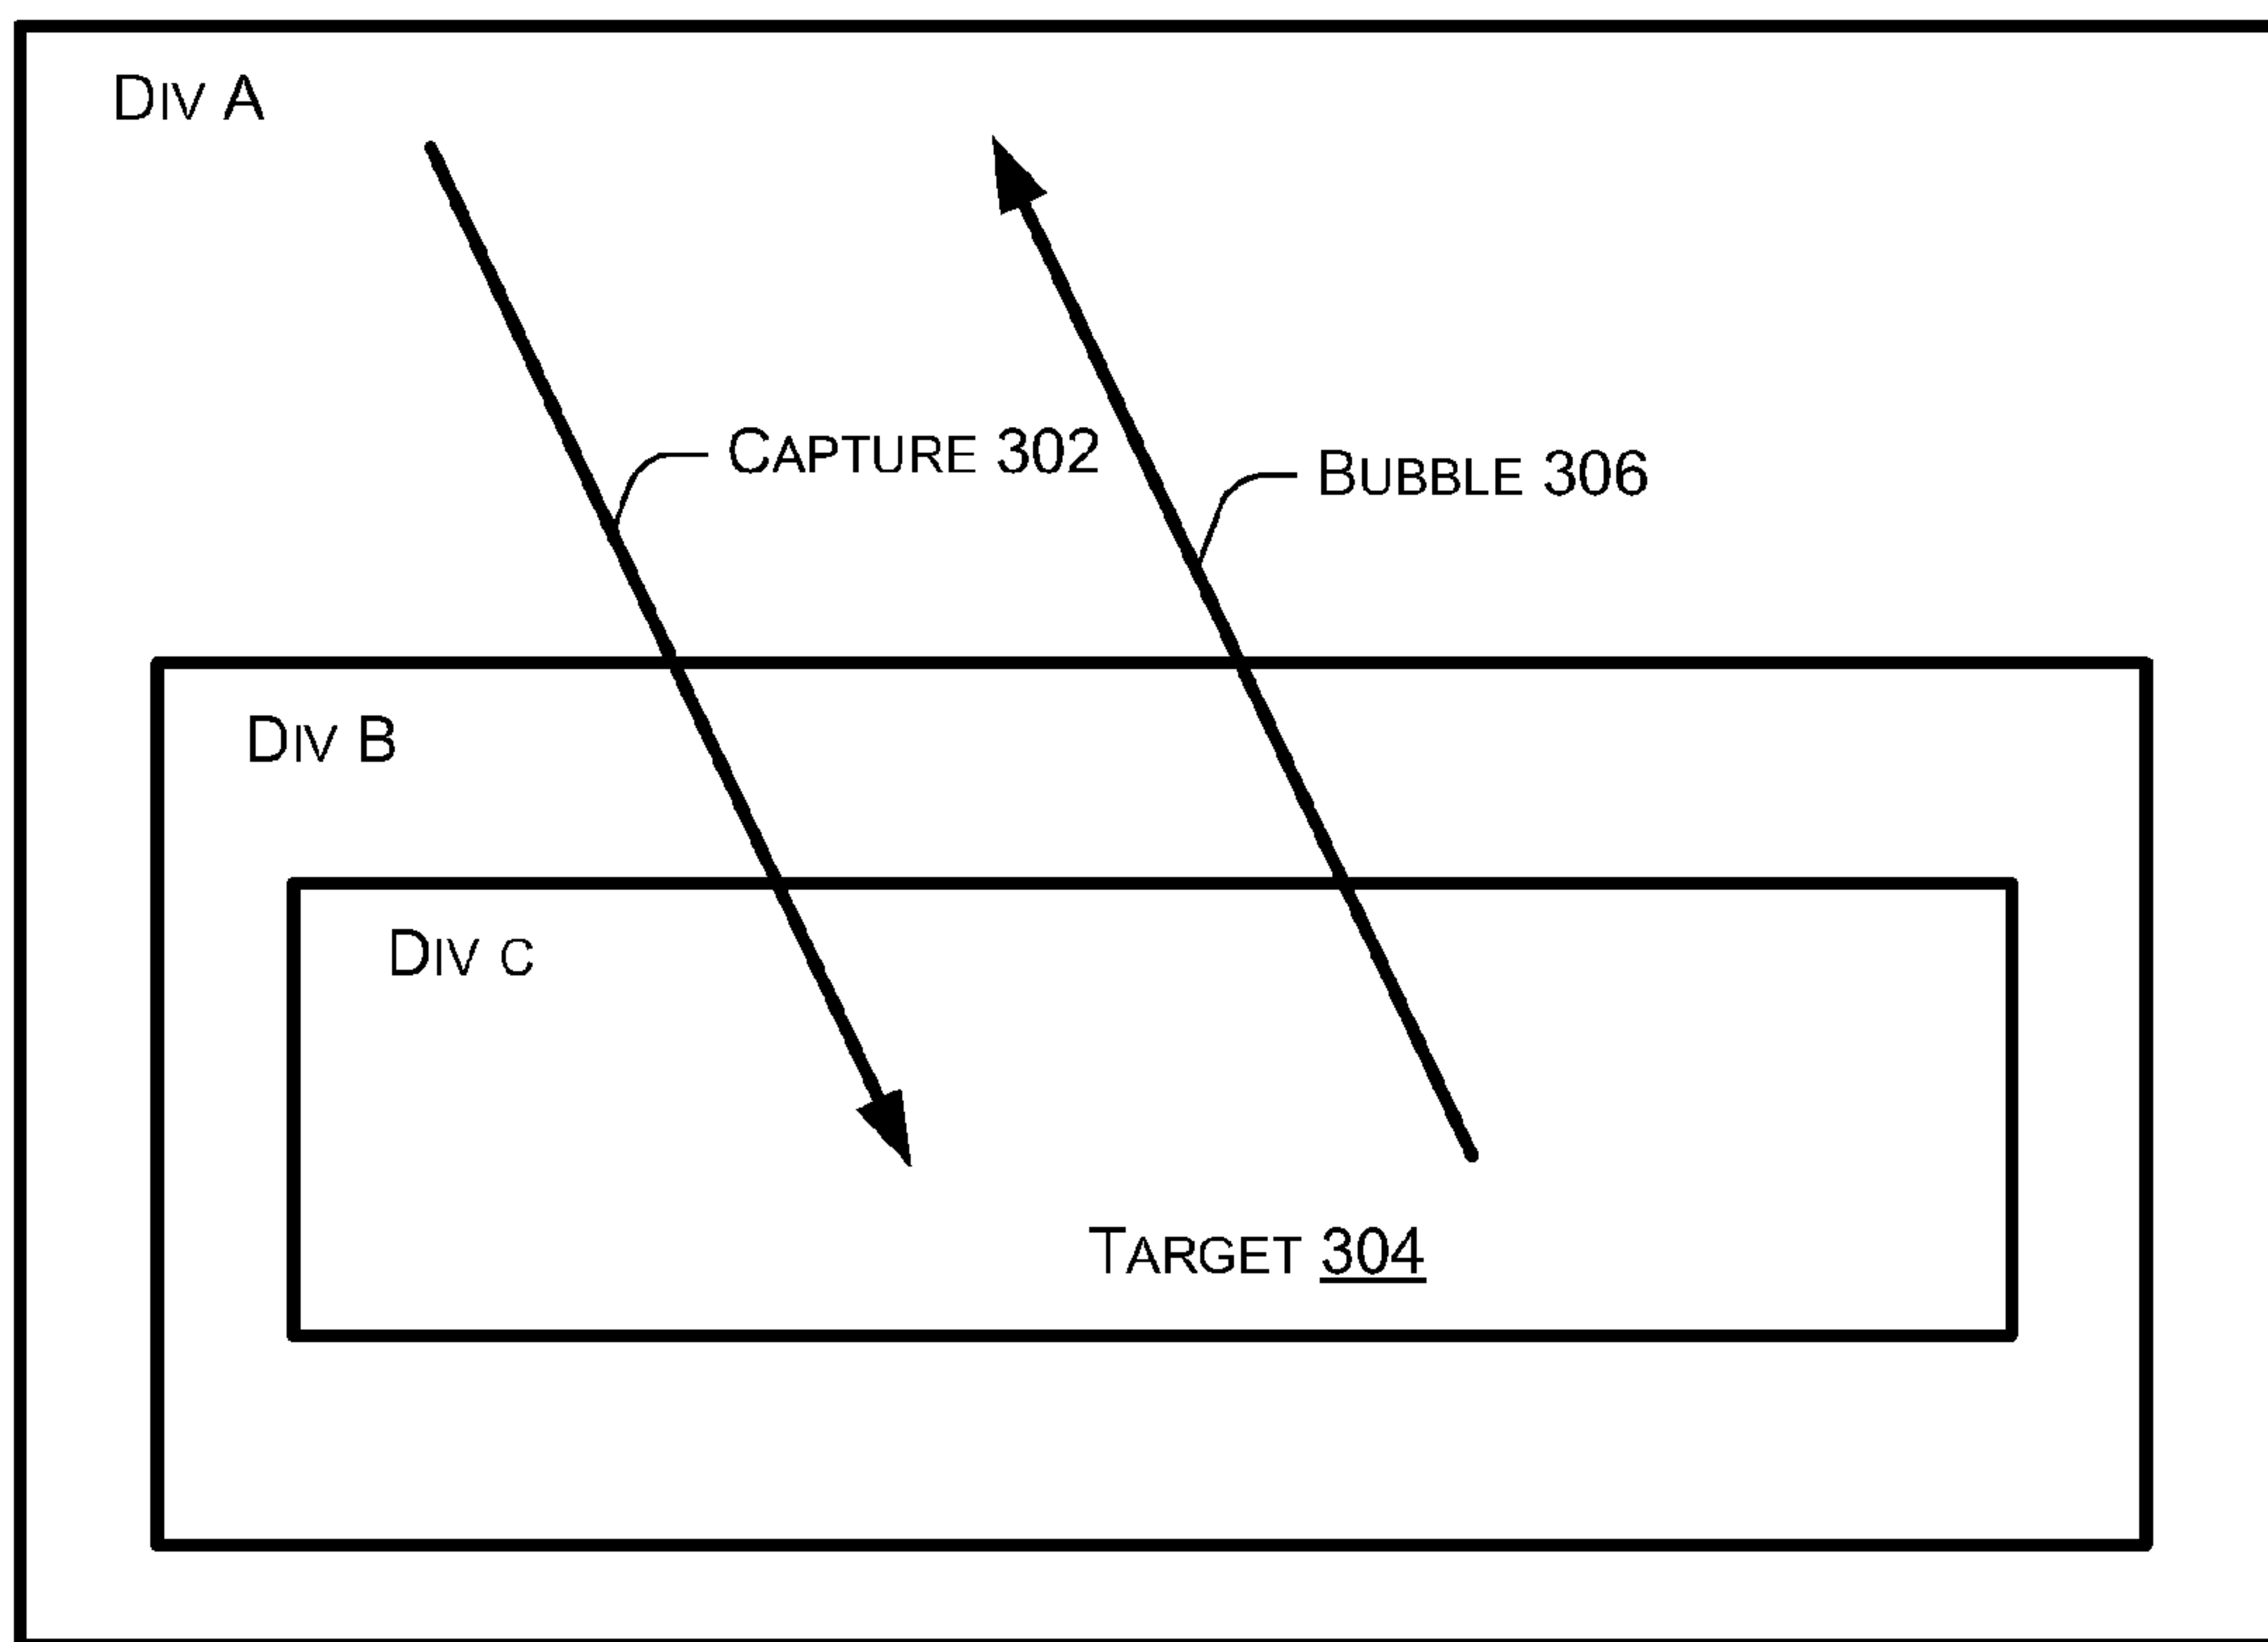 DIV A
CAPTURE 302
BUBBLE 306
DIV B
DIV C
TARGET 304